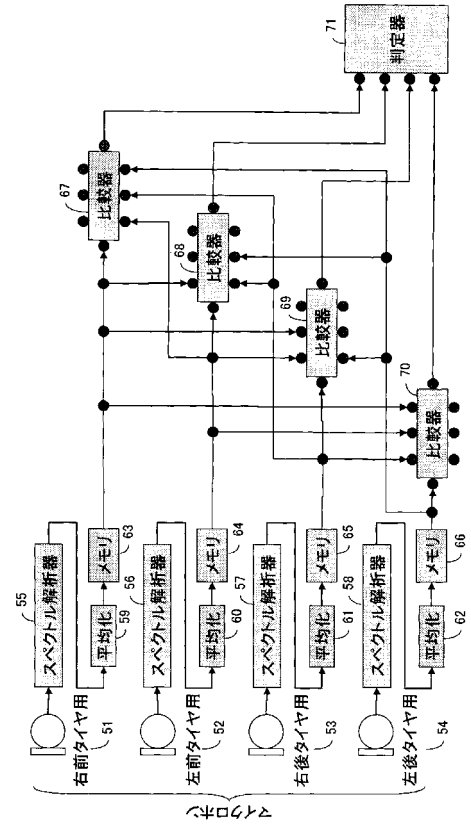 マイクロホン
右前タイヤ用
51
スペクトル解析器
55
平均化
59
メモリ
63
左前タイヤ用
52
スペクトル解析器
56
平均化
60
メモリ
64
右後タイヤ用
53
スペクトル解析器
57
平均化
61
メモリ
65
左後タイヤ用
54
スペクトル解析器
58
平均化
62
メモリ
66
比較器
67
比較器
68
比較器
69
比較器
70
判定器
71